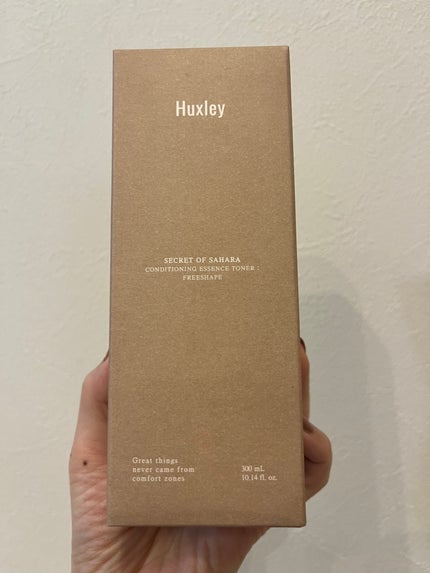 Huxley
SECRET OF SAHARA
CONDITIONING ESSENCE TONER :
FREESHAPE
Great things
never came from
comfort zones
300 mL
10.14 fl. oz.